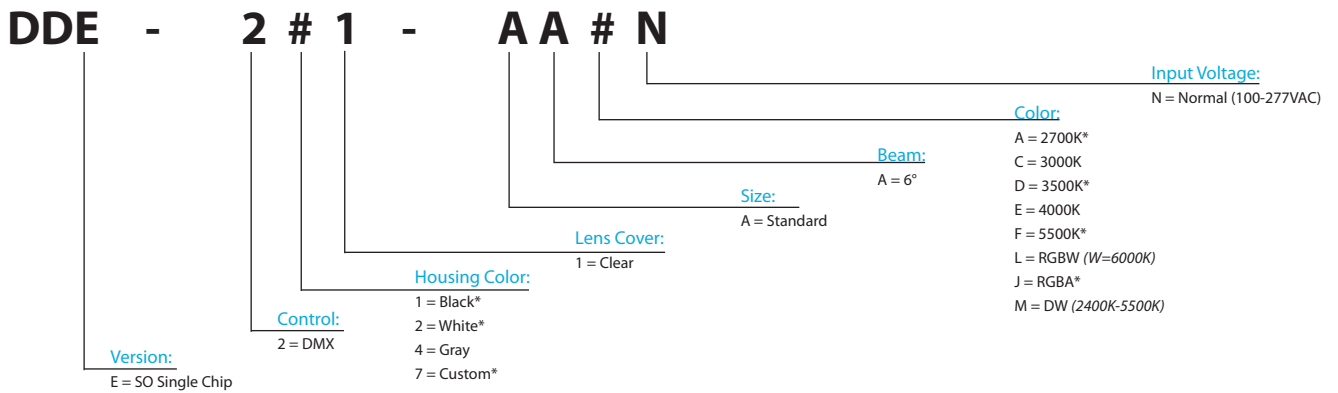 DDE - 2 # 1 - A A # N
Input Voltage:
N = Normal (100-277VAC)
Color:
A = 2700K*
C = 3000K
D = 3500K*
E = 4000K
F = 5500K*
L = RGBW (W=6000K)
J = RGBA*
M = DW (2400K-5500K)
Beam:
A = 6°
Size:
A = Standard
Lens Cover:
1 = Clear
Housing Color:
1 = Black*
2 = White*
4 = Gray
7 = Custom*
Control:
2 = DMX
Version:
E = SO Single Chip